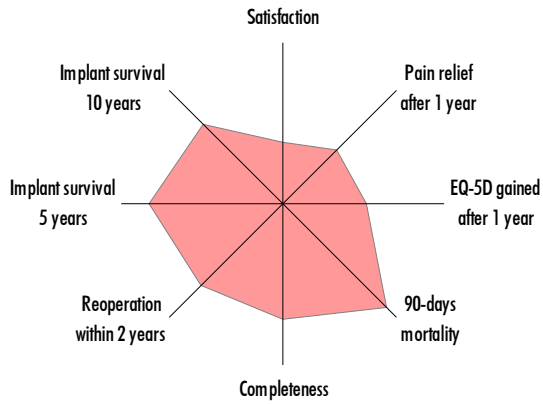 Satisfaction
Implant survival
10 years
Pain relief
after 1 year
Implant survival
5 years
EQ-5D gained
after 1 year
Reoperation
within 2 years
90-days
mortality
Completeness